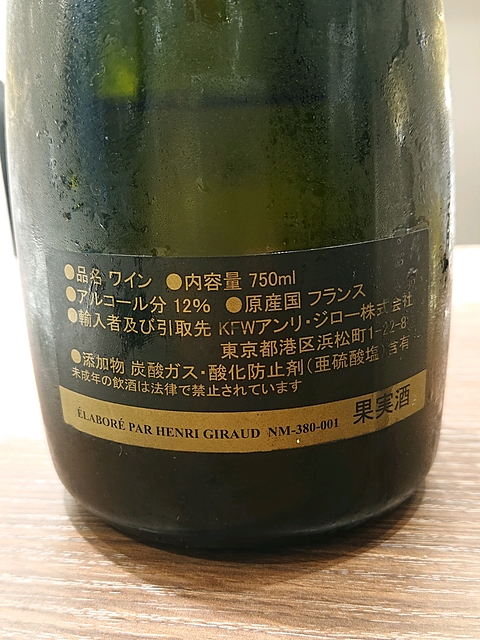 ●品名 ワイン ●内容量 750ml
●アルコール分 12% ●原産国 フランス
●輸入者及び引取先 KFWアンリ・ジロー株式会社
東京都港区浜松町1-22-8
●添加物 炭酸ガス・酸化防止剤(亜硫酸塩)含有
未成年の飲酒は法律で禁止されています
ÉLABORÉ PAR HENRI GIRAUD NM-380-001 果実酒